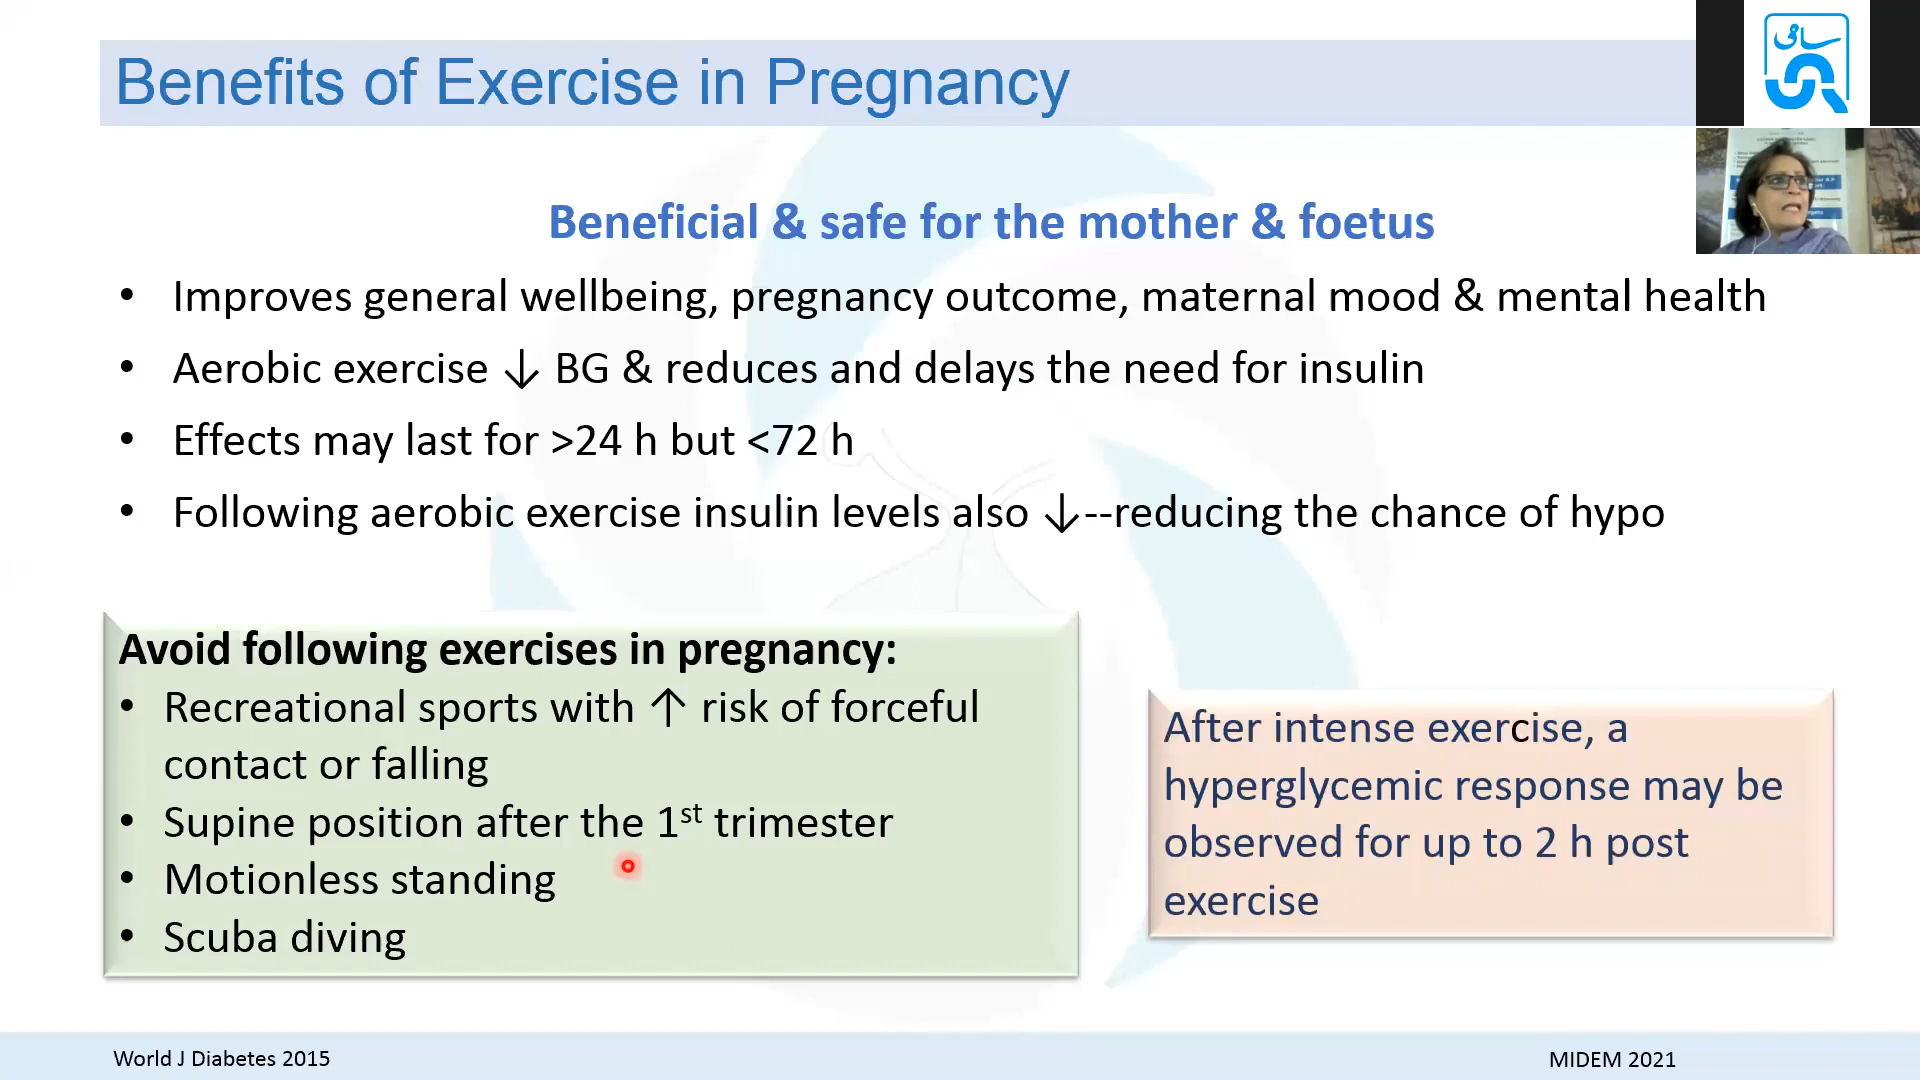 Benefits of Exercise in Pregnancy
ساقی
Beneficial & safe for the mother & foetus
• Improves general wellbeing, pregnancy outcome, maternal mood & mental health
• Aerobic exercise ↓ BG & reduces and delays the need for insulin
• Effects may last for >24 h but <72 h
• Following aerobic exercise insulin levels also ↓--reducing the chance of hypo
Avoid following exercises in pregnancy:
• Recreational sports with ↑ risk of forceful
contact or falling
• Supine position after the 1st trimester
• Motionless standing
• Scuba diving
After intense exercise, a
hyperglycemic response may be
observed for up to 2 h post
exercise
World J Diabetes 2015
MIDEM 2021